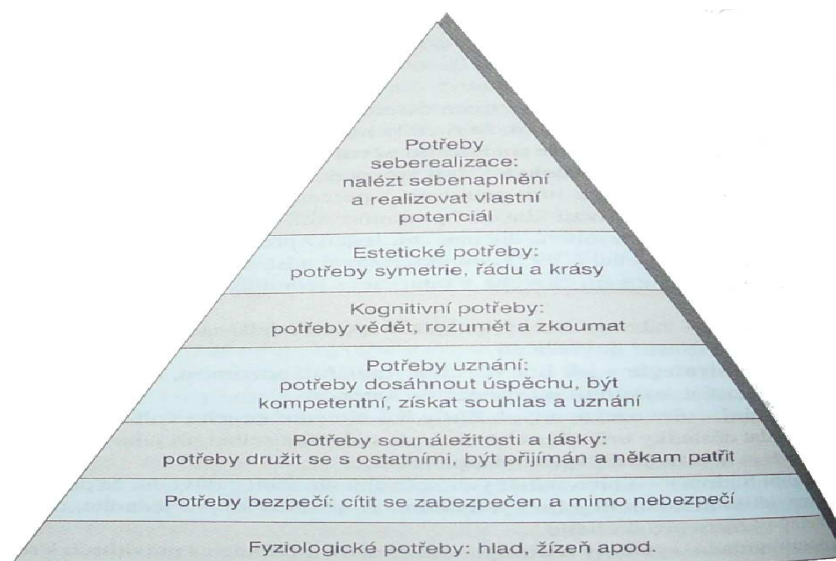 Potřeby
seberealizace:
nalézt sebenaplnění
a realizovat vlastní
potenciál
Estetické potřeby:
potřeby symetrie, řádu a krásy
Kognitivní potřeby:
potřeby vědět, rozumět a zkoumat
Potřeby uznání:
potřeby dosáhnout úspěchu, být
kompetentní, získat souhlas a uznání
Potřeby sounáležitosti a lásky:
potřeby družit se s ostatními, být přijímán a někam patřit
Potřeby bezpečí: cítit se zabezpečen a mimo nebezpečí
Fyziologické potřeby: hlad, žízeň apod.